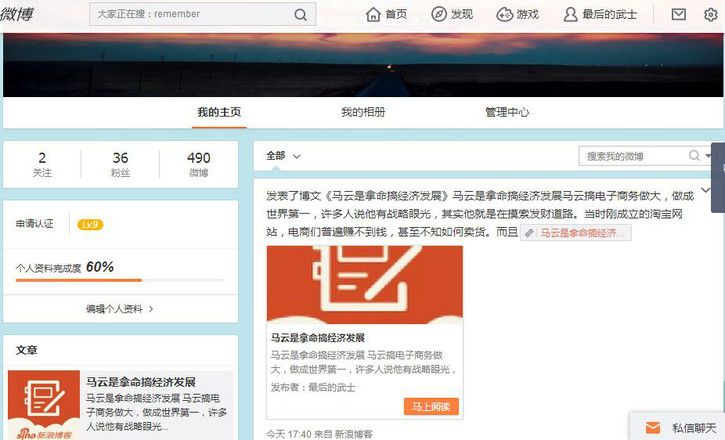 微博
大家正在搜：remember
首页
发现
游戏
最后的武士
我的主页
我的相册
管理中心
2
关注
36
粉丝
490
微博
申请认证
Lv.9
个人资料完成度 60%
编辑个人资料 >
文章
马云是拿命搞经济发展
马云是拿命搞经济发展 马云搞电
子商务做大，做成世界第一，许多
人说他有战略眼光...
sina新浪博客
全部
搜索我的微博
发表了博文《马云是拿命搞经济发展》马云是拿命搞经济发展马云搞电子商务做大，做成
世界第一，许多人说他有战略眼光，其实他就是在摸索发财道路。当时刚成立的淘宝网
站，电商们普遍赚不到钱，甚至不知如何卖货。而且 马云是拿命搞经济...
马云是拿命搞经济发展
马云是拿命搞经济发展 马云搞电子商务做
大，做成世界第一，许多人说他有战略眼光，
发布者：最后的武士
马上阅读
今天 17:40 来自 新浪博客
私信聊天